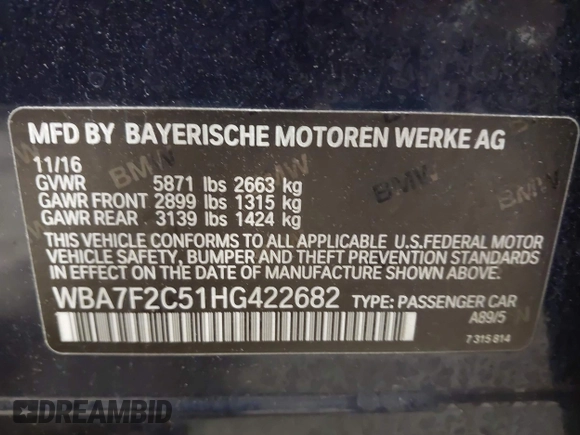 MFD BY BAYERISCHE MOTOREN WERKE AG
11/16
GVWR 5871 lbs 2663 kg
GAWR FRONT 2899 lbs 1315 kg
GAWR REAR 3139 lbs 1424 kg
THIS VEHICLE CONFORMS TO ALL APPLICABLE U.S.FEDERAL MOTOR
VEHICLE SAFETY, BUMPER AND THEFT PREVENTION STANDARDS
IN EFFECT ON THE DATE OF MANUFACTURE SHOWN ABOVE.
WBA7F2C51HG422682 TYPE: PASSENGER CAR
A89/5
7 315 814
DREAMBID